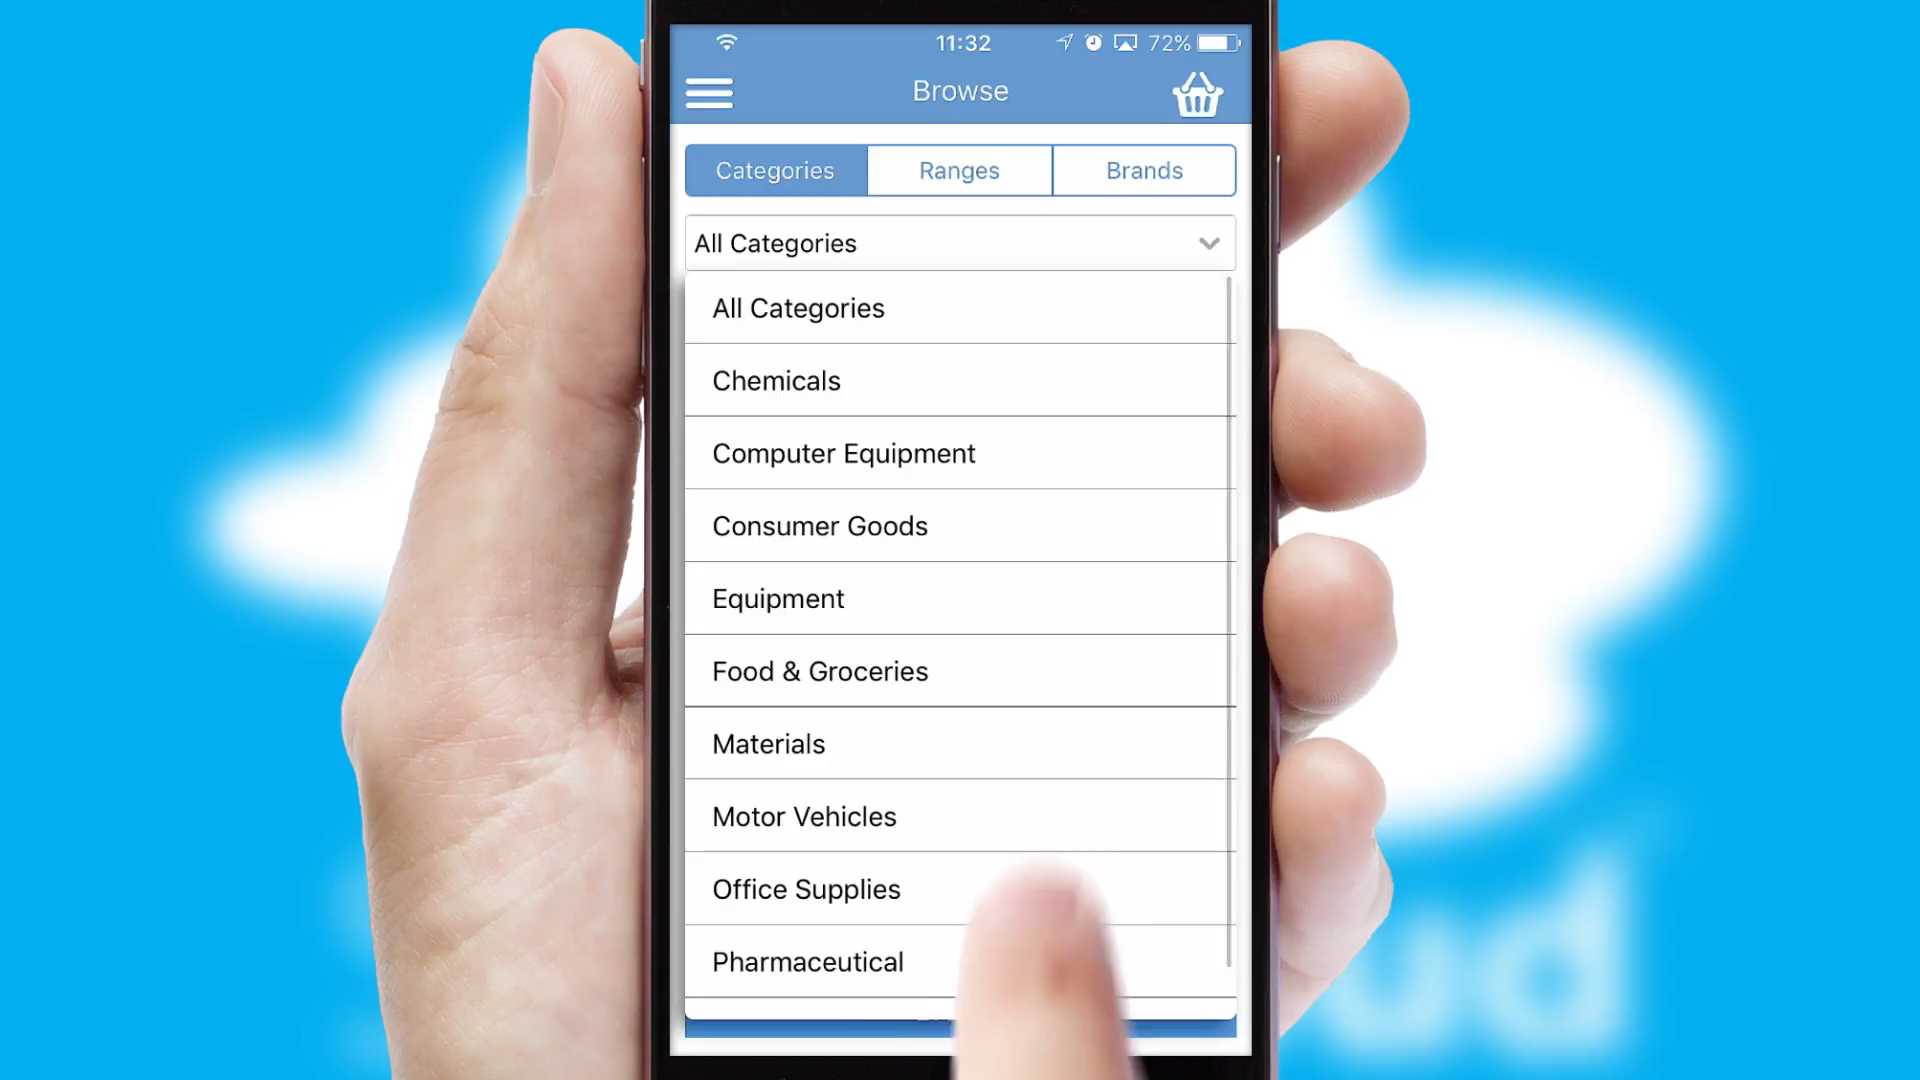 11:32
72%
Browse
Categories
Ranges
Brands
All Categories
All Categories
Chemicals
Computer Equipment
Consumer Goods
Equipment
Food & Groceries
Materials
Motor Vehicles
Office Supplies
Pharmaceutical
ud